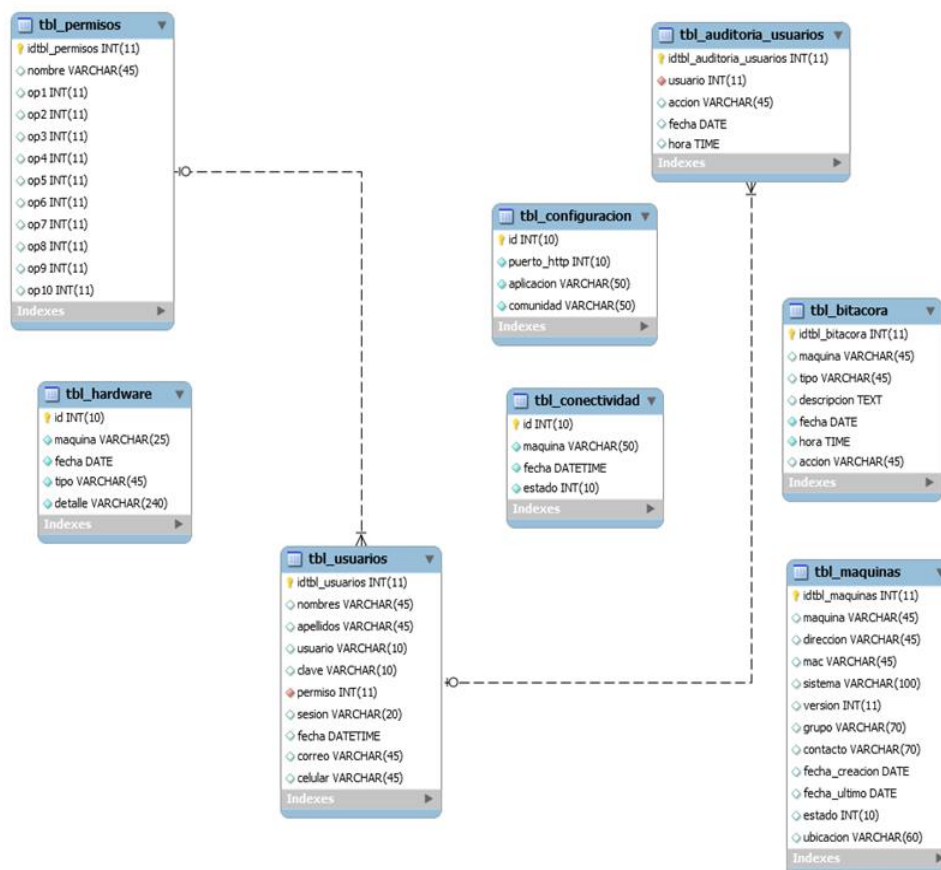 tbl_permisos
idtbl_permisos INT(11)
nombre VARCHAR(45)
op1 INT(11)
op2 INT(11)
op3 INT(11)
op4 INT(11)
op5 INT(11)
op6 INT(11)
op7 INT(11)
op8 INT(11)
op9 INT(11)
op10 INT(11)
Indexes
tbl_auditoria_usuarios
idtbl_auditoria_usuarios INT(11)
usuario INT(11)
accion VARCHAR(45)
fecha DATE
hora TIME
Indexes
tbl_configuracion
id INT(10)
puerto_http INT(10)
aplicacion VARCHAR(50)
comunidad VARCHAR(50)
Indexes
tbl_bitacora
idtbl_bitacora INT(11)
maquina VARCHAR(45)
tipo VARCHAR(45)
descripcion TEXT
fecha DATE
hora TIME
accion VARCHAR(45)
Indexes
tbl_hardware
id INT(10)
maquina VARCHAR(25)
fecha DATE
tipo VARCHAR(45)
detalle VARCHAR(240)
Indexes
tbl_conectividad
id INT(10)
maquina VARCHAR(50)
fecha DATETIME
estado INT(10)
Indexes
tbl_usuarios
idtbl_usuarios INT(11)
nombres VARCHAR(45)
apellidos VARCHAR(45)
usuario VARCHAR(10)
clave VARCHAR(10)
permiso INT(11)
sesion VARCHAR(20)
fecha DATETIME
correo VARCHAR(45)
celular VARCHAR(45)
Indexes
tbl_maquinas
idtbl_maquinas INT(11)
maquina VARCHAR(45)
direccion VARCHAR(45)
mac VARCHAR(45)
sistema VARCHAR(100)
version INT(11)
grupo VARCHAR(70)
contacto VARCHAR(70)
fecha_creacion DATE
fecha_ultimo DATE
estado INT(10)
ubicacion VARCHAR(60)
Indexes